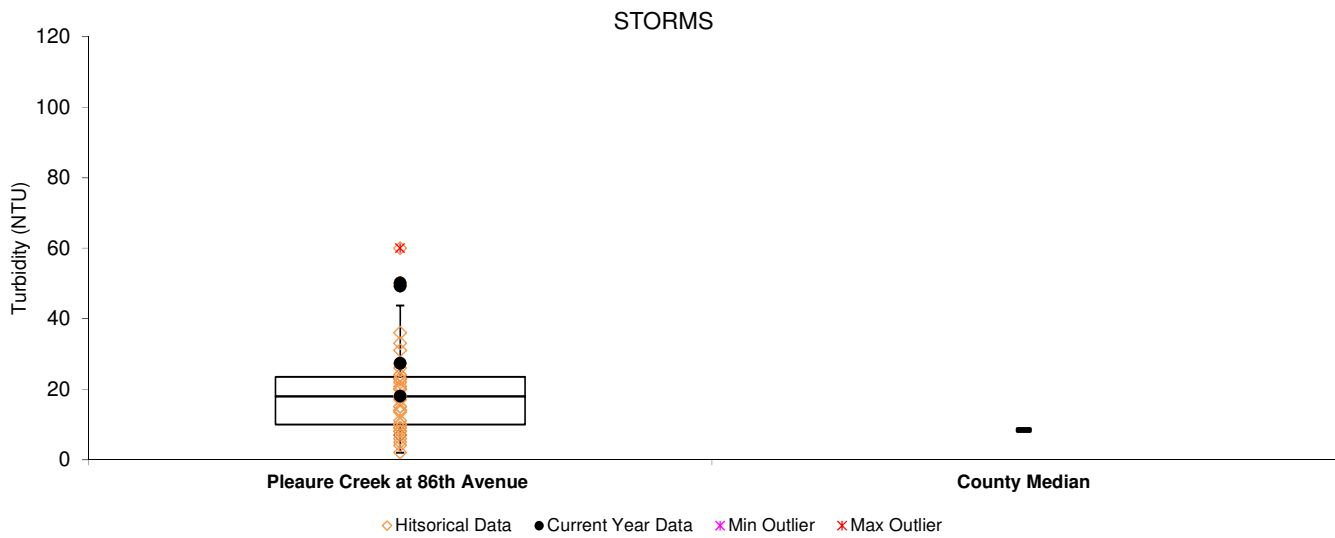 STORMS
120
100
80
60
40
20
0
Turbidity (NTU)
Pleaure Creek at 86th Avenue
County Median
Hitsorical Data
Current Year Data
Min Outlier
Max Outlier